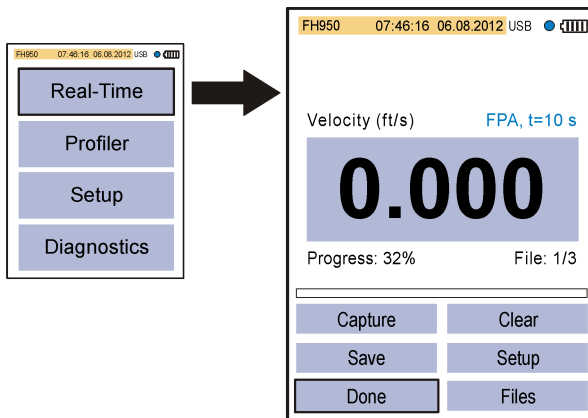 FH950 07:46:16 06.08.2012 USB
Real-Time
Profiler
Setup
Diagnostics
FH950 07:46:16 06.08.2012 USB
Velocity (ft/s) FPA, t=10 s
0.000
Progress: 32% File: 1/3
Capture Clear
Save Setup
Done Files